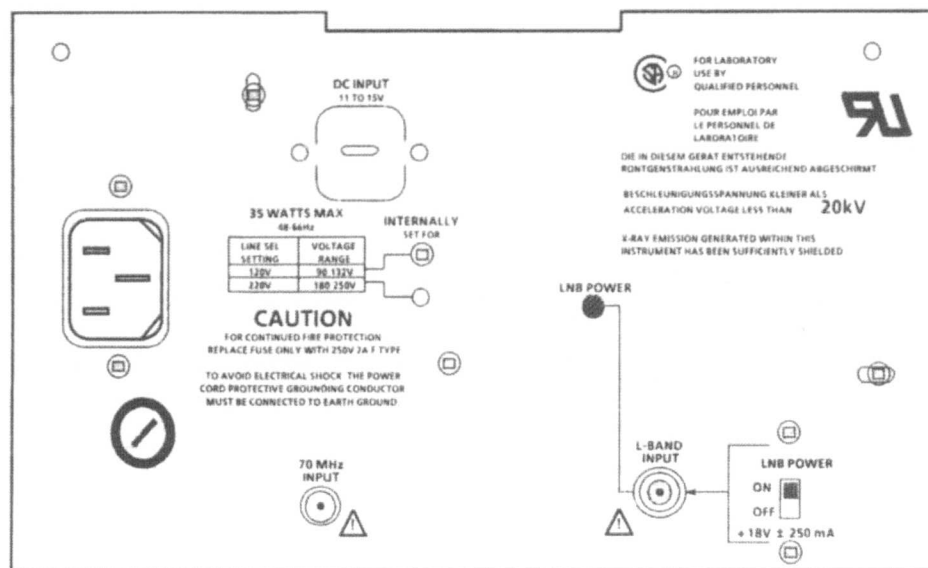 DC INPUT
11 TO 15V
FOR LABORATORY
USE BY
QUALIFIED PERSONNEL
POUR EMPLOI PAR
LE PERSONNEL DE
LABORATOIRE
DIE IN DIESEM GERAT ENTSTEHENDE
RONTGENSTRAHLUNG IST AUSREICHEND ABGESCHIRMT
BESCHLEUNIGUNGSSPANNUNG KLEINER ALS
ACCELERATION VOLTAGE LESS THAN 20kV
X-RAY EMISSION GENERATED WITHIN THIS
INSTRUMENT HAS BEEN SUFFICIENTLY SHIELDED
35 WATTS MAX
48-66Hz
INTERNALLY
SET FOR
LINE SEL VOLTAGE
SETTING RANGE
120V 90 132V
220V 180 250V
CAUTION
FOR CONTINUED FIRE PROTECTION
REPLACE FUSE ONLY WITH 250V 2A F TYPE
TO AVOID ELECTRICAL SHOCK THE POWER
CORD PROTECTIVE GROUNDING CONDUCTOR
MUST BE CONNECTED TO EARTH GROUND
LNB POWER
70 MHz
INPUT
L-BAND
INPUT
LNB POWER
ON
OFF
+18V ± 250 mA